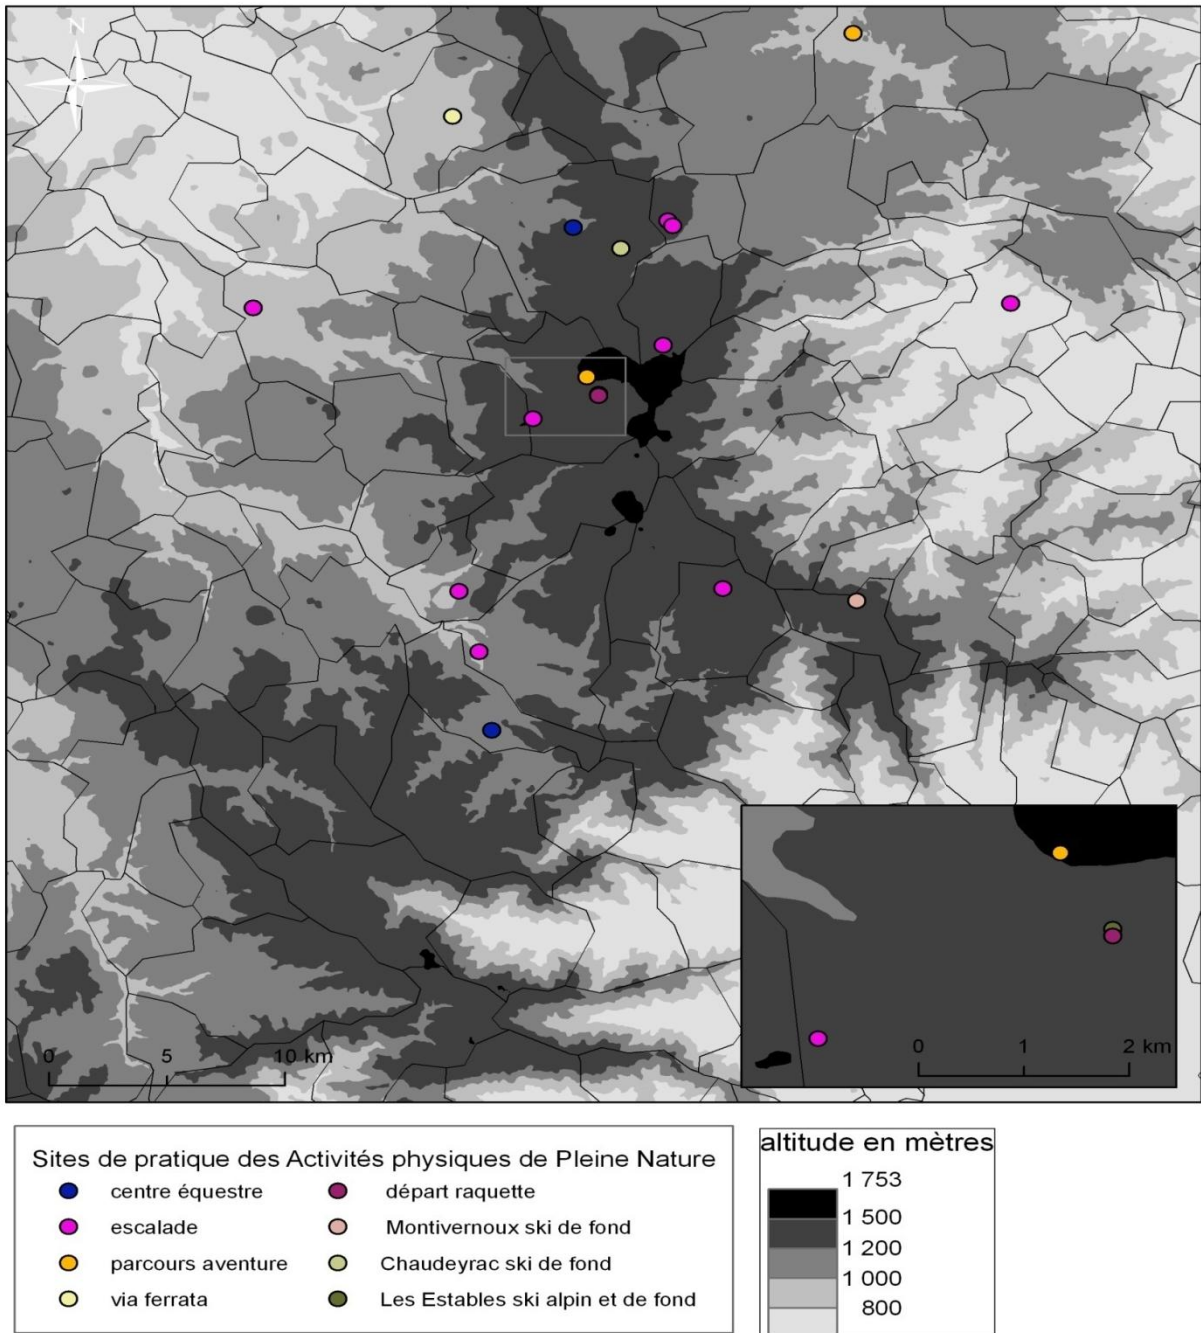 N
0 5 10 km
0 1 2 km
Sites de pratique des Activités physiques de Pleine Nature
centre équestre
escalade
parcours aventure
via ferrata
départ raquette
Montivernoux ski de fond
Chaudeyrac ski de fond
Les Estables ski alpin et de fond
altitude en mètres
1 753
1 500
1 200
1 000
800